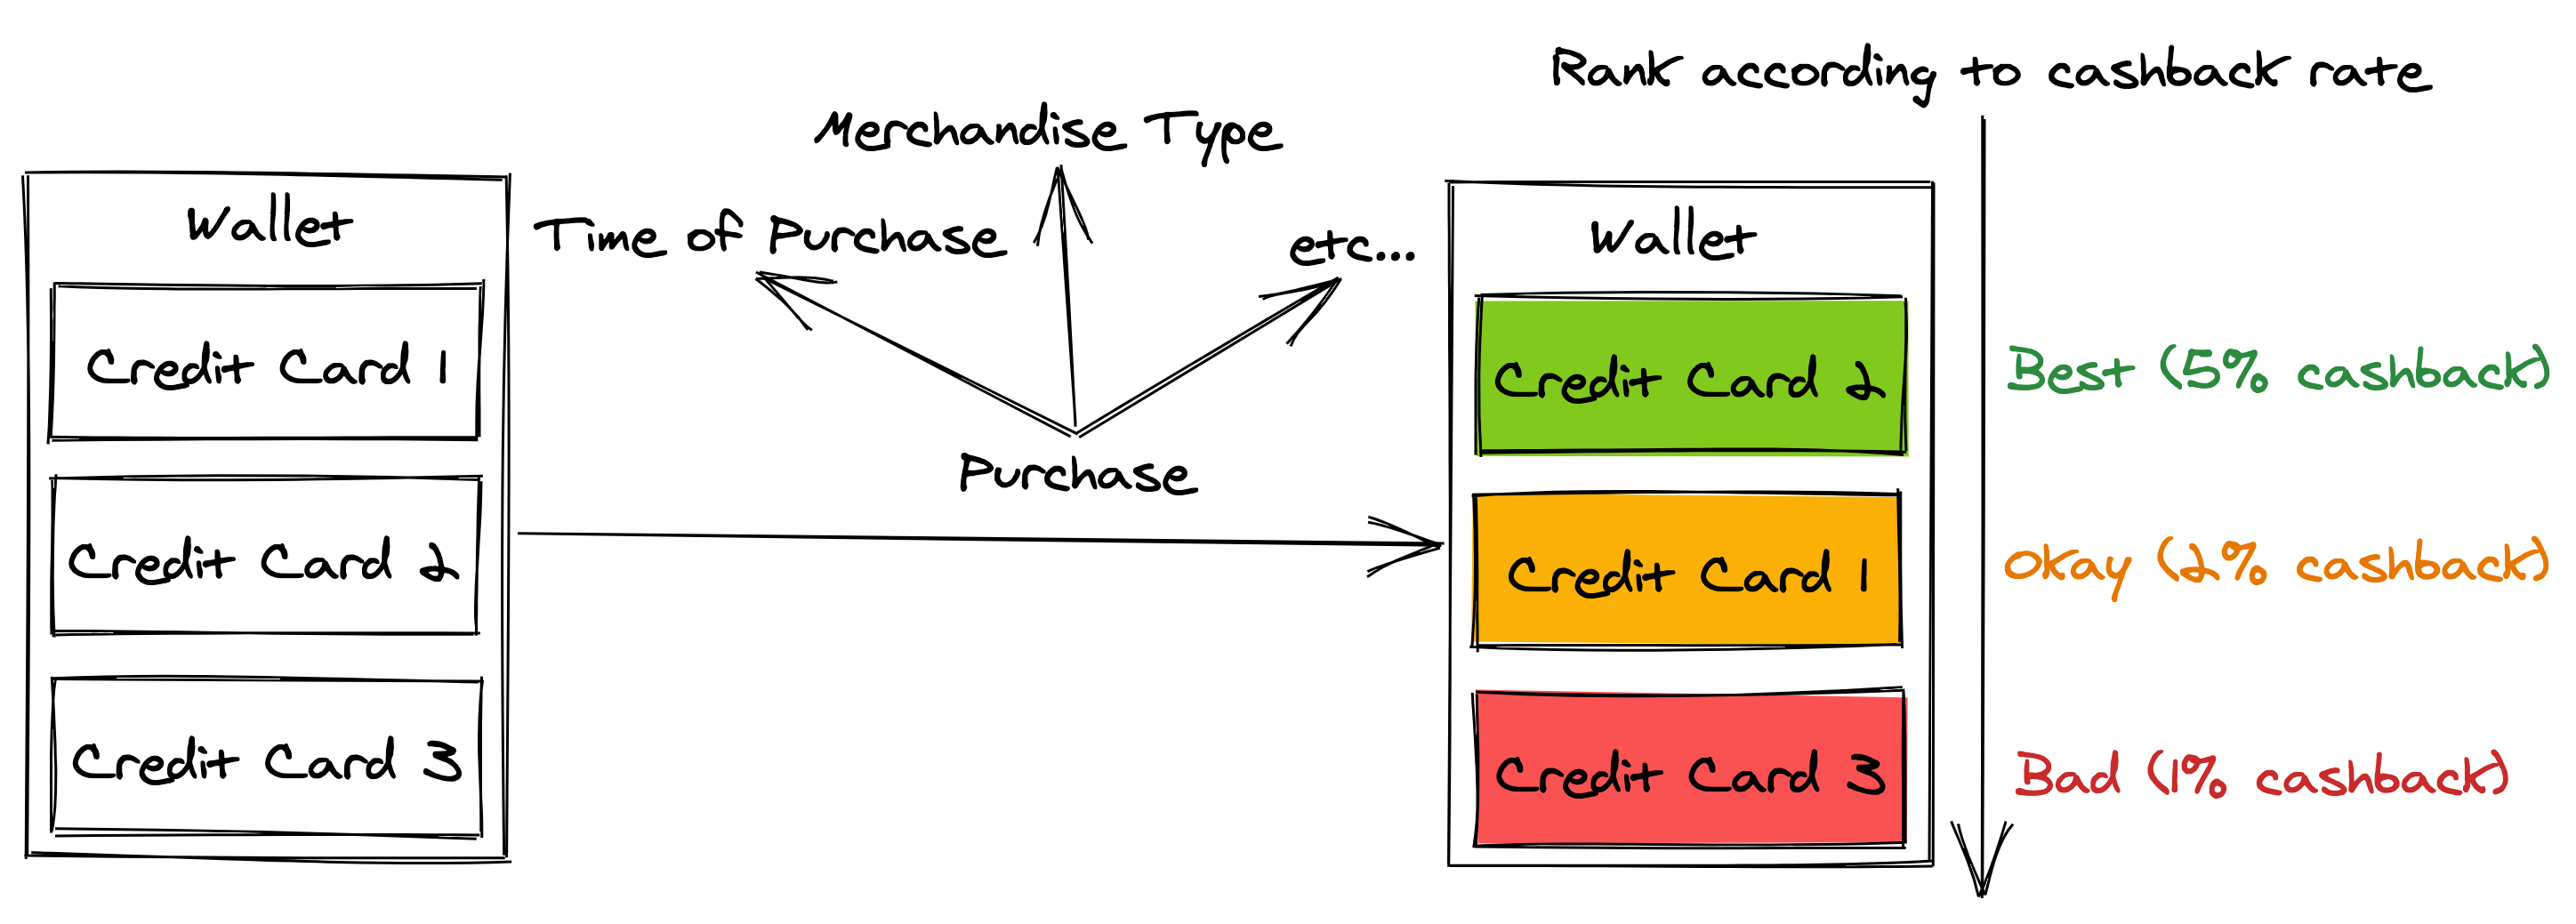 Rank according to cashback rate
Merchandise Type
Time of Purchase
etc...
Purchase
Wallet
Credit Card 1
Credit Card 2
Credit Card 3
Wallet
Credit Card 2
Best (5% cashback)
Credit Card 1
Okay (2% cashback)
Credit Card 3
Bad (1% cashback)